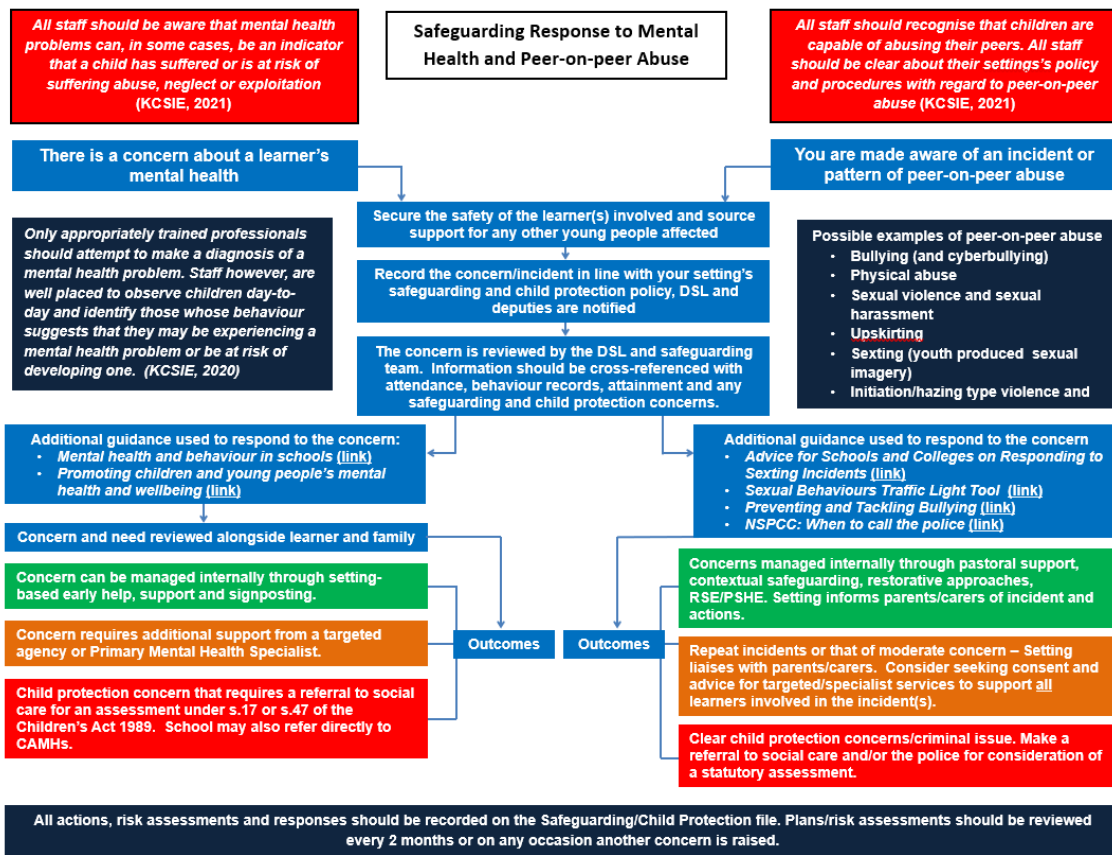 All staff should be aware that mental health
problems can, in some cases, be an indicator
that a child has suffered or is at risk of
suffering abuse, neglect or exploitation
(KCSIE, 2021)
Safeguarding Response to Mental
Health and Peer-on-peer Abuse
All staff should recognise that children are
capable of abusing their peers. All staff
should be clear about their settings's policy
and procedures with regard to peer-on-peer
abuse (KCSIE, 2021)
There is a concern about a learner's
mental health
You are made aware of an incident or
pattern of peer-on-peer abuse
Secure the safety of the learner(s) involved and source
support for any other young people affected
Only appropriately trained professionals
should attempt to make a diagnosis of a
mental health problem. Staff however, are
well placed to observe children day-to-
day and identify those whose behaviour
suggests that they may be experiencing a
mental health problem or be at risk of
developing one. (KCSIE, 2020)
Record the concern/incident in line with your setting's
safeguarding and child protection policy, DSL and
deputies are notified
Possible examples of peer-on-peer abuse
• Bullying (and cyberbullying)
• Physical abuse
• Sexual violence and sexual
harassment
• Upskirting
• Sexting (youth produced sexual
imagery)
• Initiation/hazing type violence and
The concern is reviewed by the DSL and safeguarding
team. Information should be cross-referenced with
attendance, behaviour records, attainment and any
safeguarding and child protection concerns.
Additional guidance used to respond to the concern:
• Mental health and behaviour in schools (link)
• Promoting children and young people's mental
health and wellbeing (link)
Additional guidance used to respond to the concern
• Advice for Schools and Colleges on Responding to
Sexting Incidents (link)
• Sexual Behaviours Traffic Light Tool (link)
• Preventing and Tackling Bullying (link)
• NSPCC: When to call the police (link)
Concern and need reviewed alongside learner and family
Concern can be managed internally through setting-
based early help, support and signposting.
Concern requires additional support from a targeted
agency or Primary Mental Health Specialist.
Child protection concern that requires a referral to social
care for an assessment under s.17 or s.47 of the
Children's Act 1989. School may also refer directly to
CAMHs.
Outcomes
Outcomes
Concerns managed internally through pastoral support,
contextual safeguarding, restorative approaches,
RSE/PSHE. Setting informs parents/carers of incident and
actions.
Repeat incidents or that of moderate concern – Setting
liaises with parents/carers. Consider seeking consent and
advice for targeted/specialist services to support all
learners involved in the incident(s).
Clear child protection concerns/criminal issue. Make a
referral to social care and/or the police for consideration of
a statutory assessment.
All actions, risk assessments and responses should be recorded on the Safeguarding/Child Protection file. Plans/risk assessments should be reviewed
every 2 months or on any occasion another concern is raised.